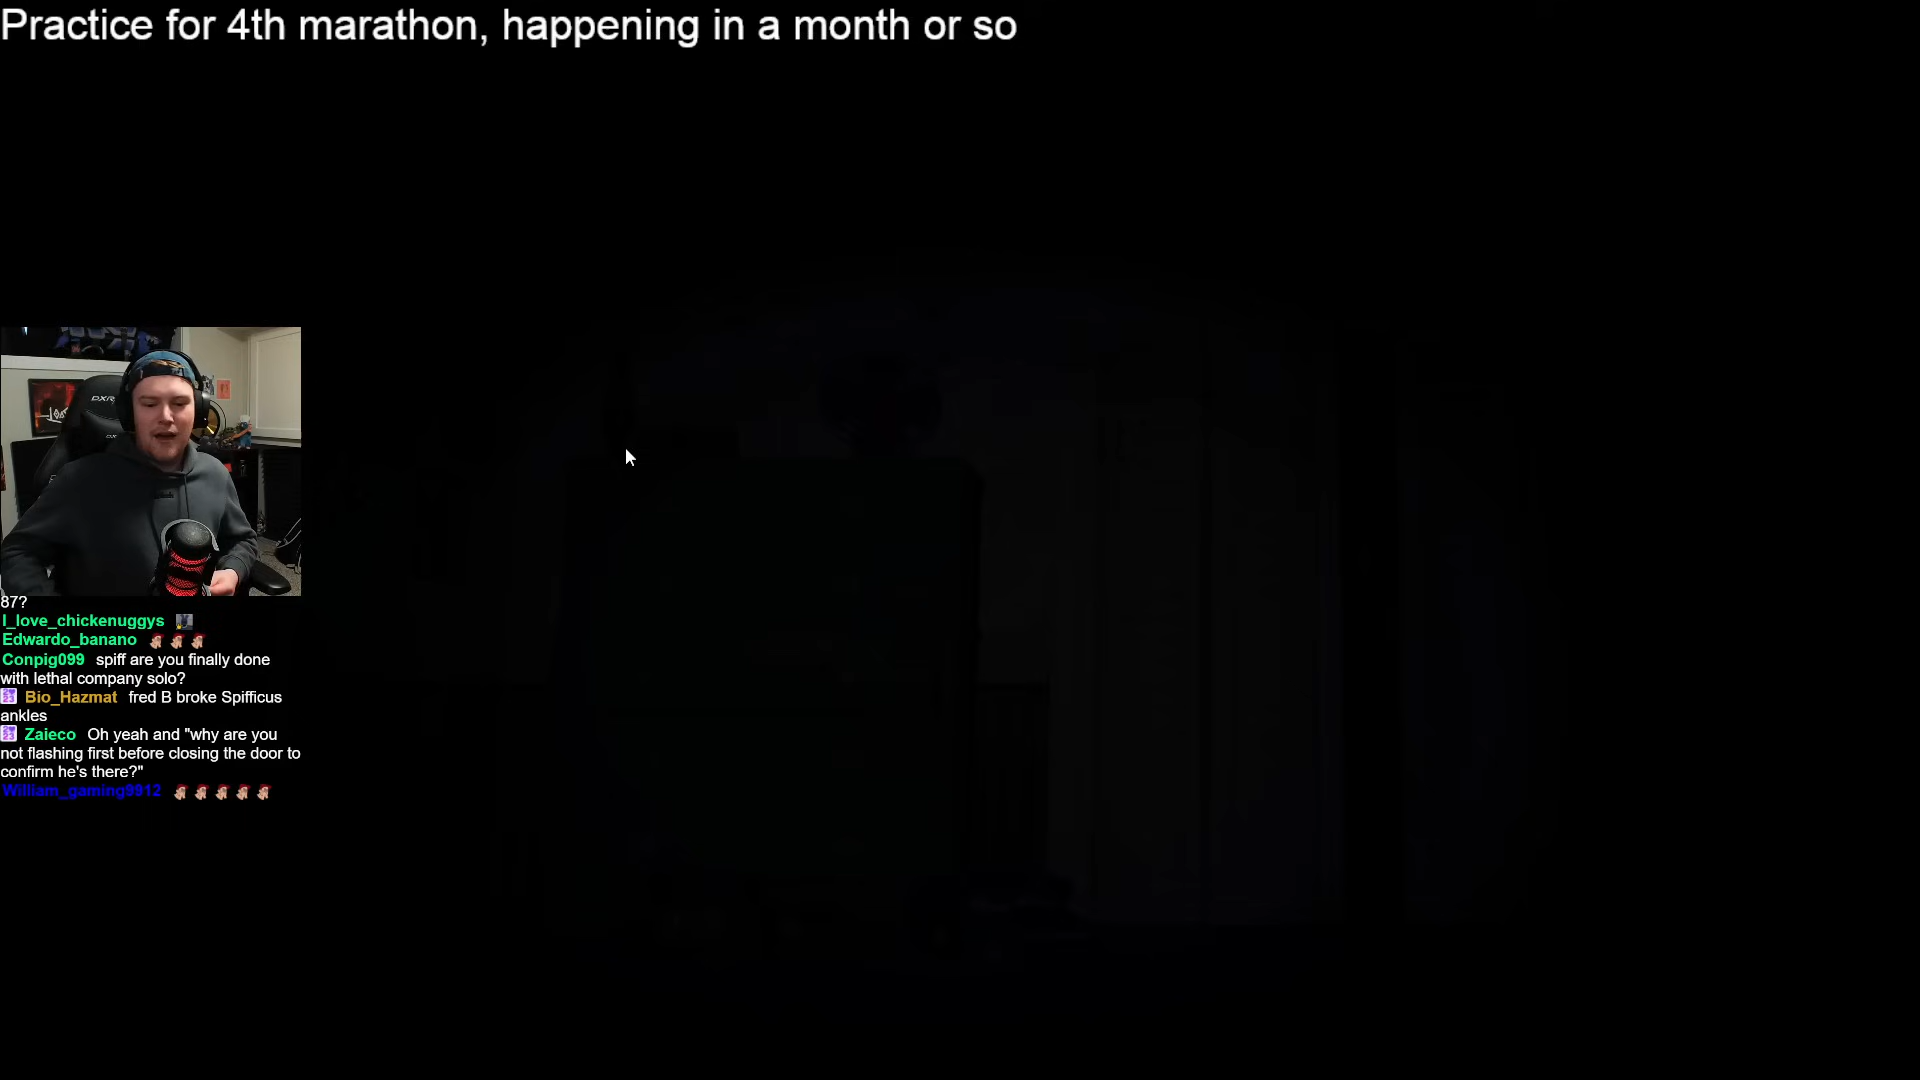 Practice for 4th marathon, happening in a month or so
DXR
87?
I_love_chickenuggys
Edwardo_banano
Conpig099 spiff are you finally done
with lethal company solo?
Bio_Hazmat fred B broke Spifficus
ankles
Zaieco Oh yeah and "why are you
not flashing first before closing the door to
confirm he's there?"
William_gaming9912